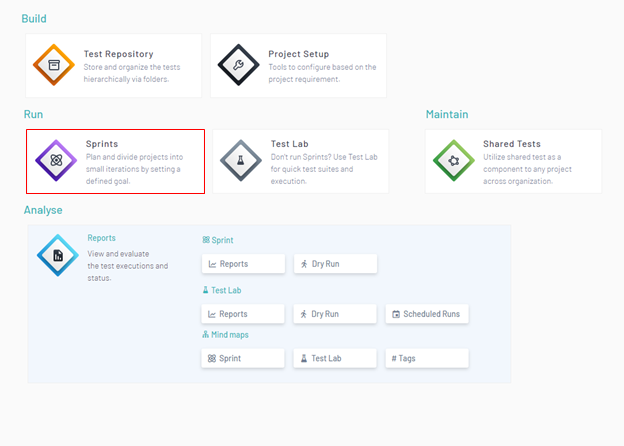 Build
Test Repository
Store and organize the tests
hierarchically via folders.
Project Setup
Tools to configure based on the
project requirement.
Run
Sprints
Plan and divide projects into
small iterations by setting a
defined goal.
Test Lab
Don't run Sprints? Use Test Lab
for quick test suites and
execution.
Maintain
Shared Tests
Utilize shared test as a
component to any project
across organization.
Analyse
Reports
View and evaluate
the test executions and
status.
Sprint
Reports
Dry Run
Test Lab
Reports
Dry Run
Scheduled Runs
Mind maps
Sprint
Test Lab
# Tags